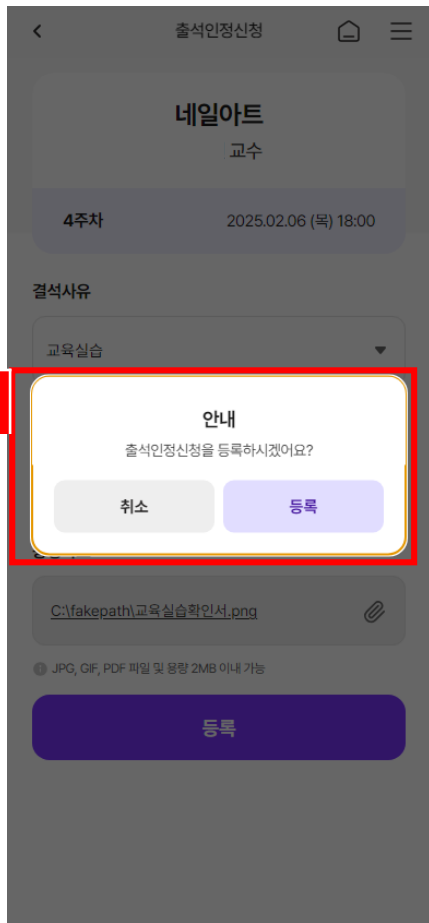 출석인정신청
네일아트
교수
4주차 2025.02.06 (목) 18:00
결석사유
교육실습
안내
출석인정신청을 등록하시겠어요?
취소 등록
C:\fakepath\교육실습확인서.png
JPG, GIF, PDF 피일 및 용량 2MB 이내 가능
등록